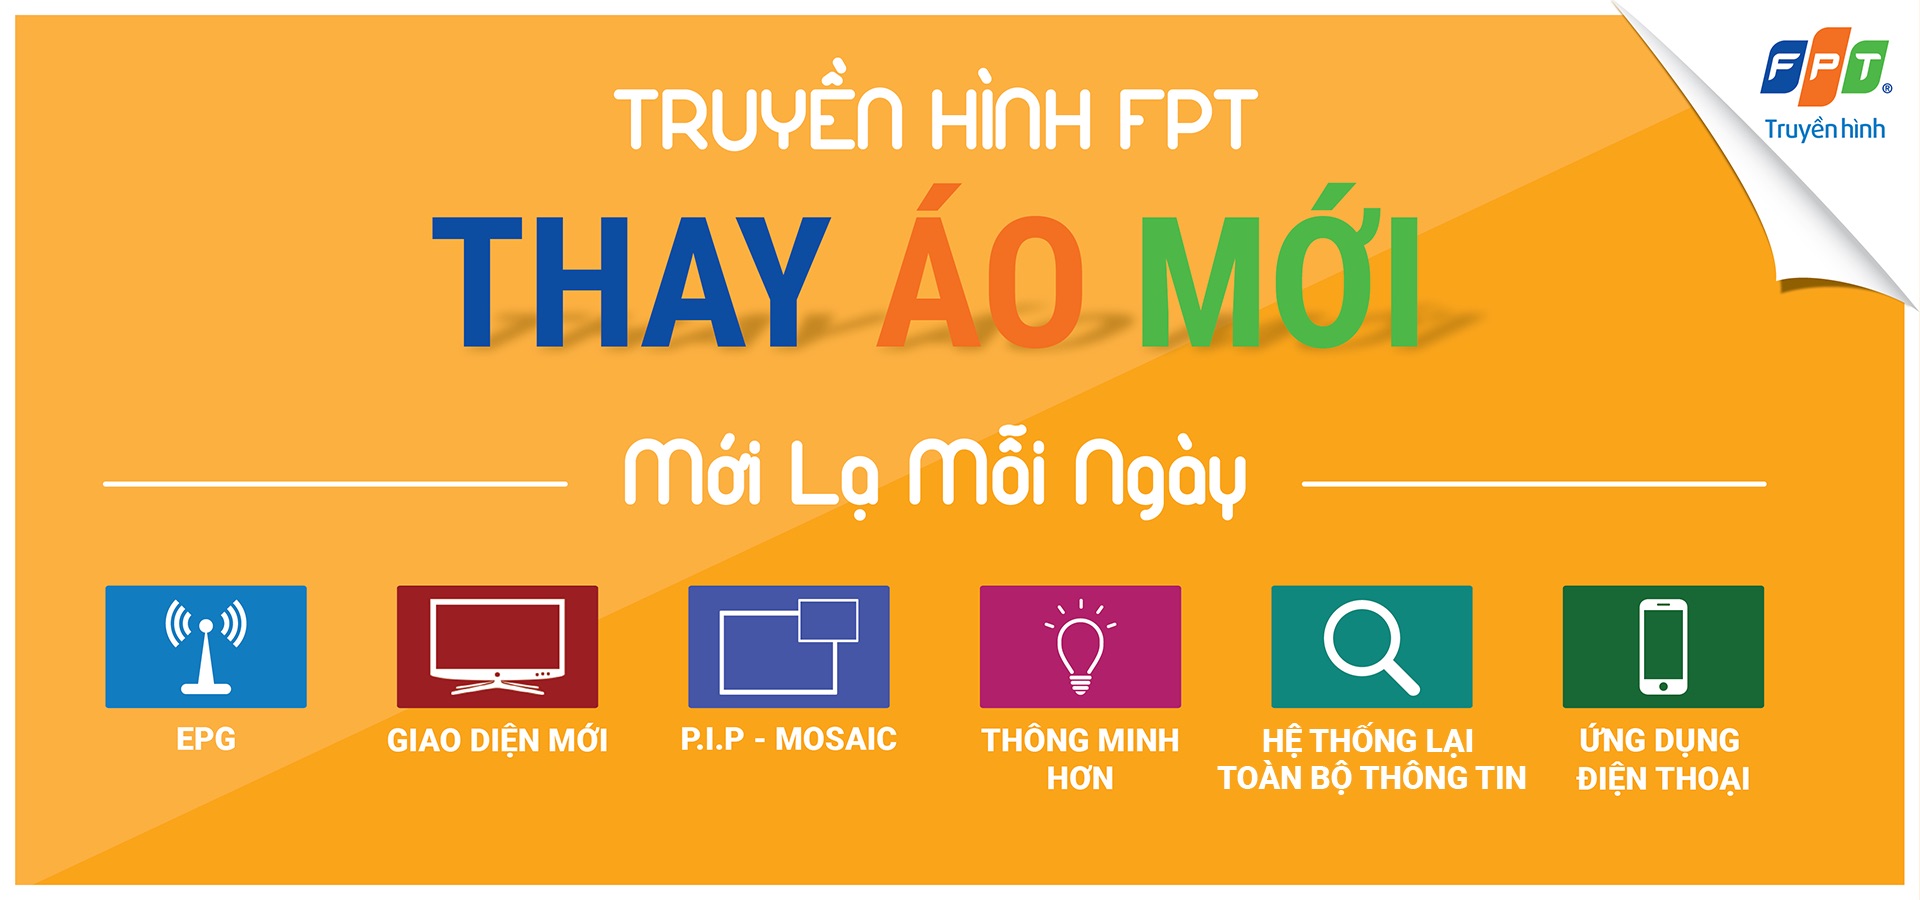 FPT®
Truyền hình
TRUYỀN HÌNH FPT
THAY ÁO MỚI
Mới Lạ Mỗi Ngày
EPG
GIAO DIỆN MỚI
P.I.P - MOSAIC
THÔNG MINH
HƠN
HỆ THỐNG LẠI
TOÀN BỘ THÔNG TIN
ỨNG DỤNG
ĐIỆN THOẠI